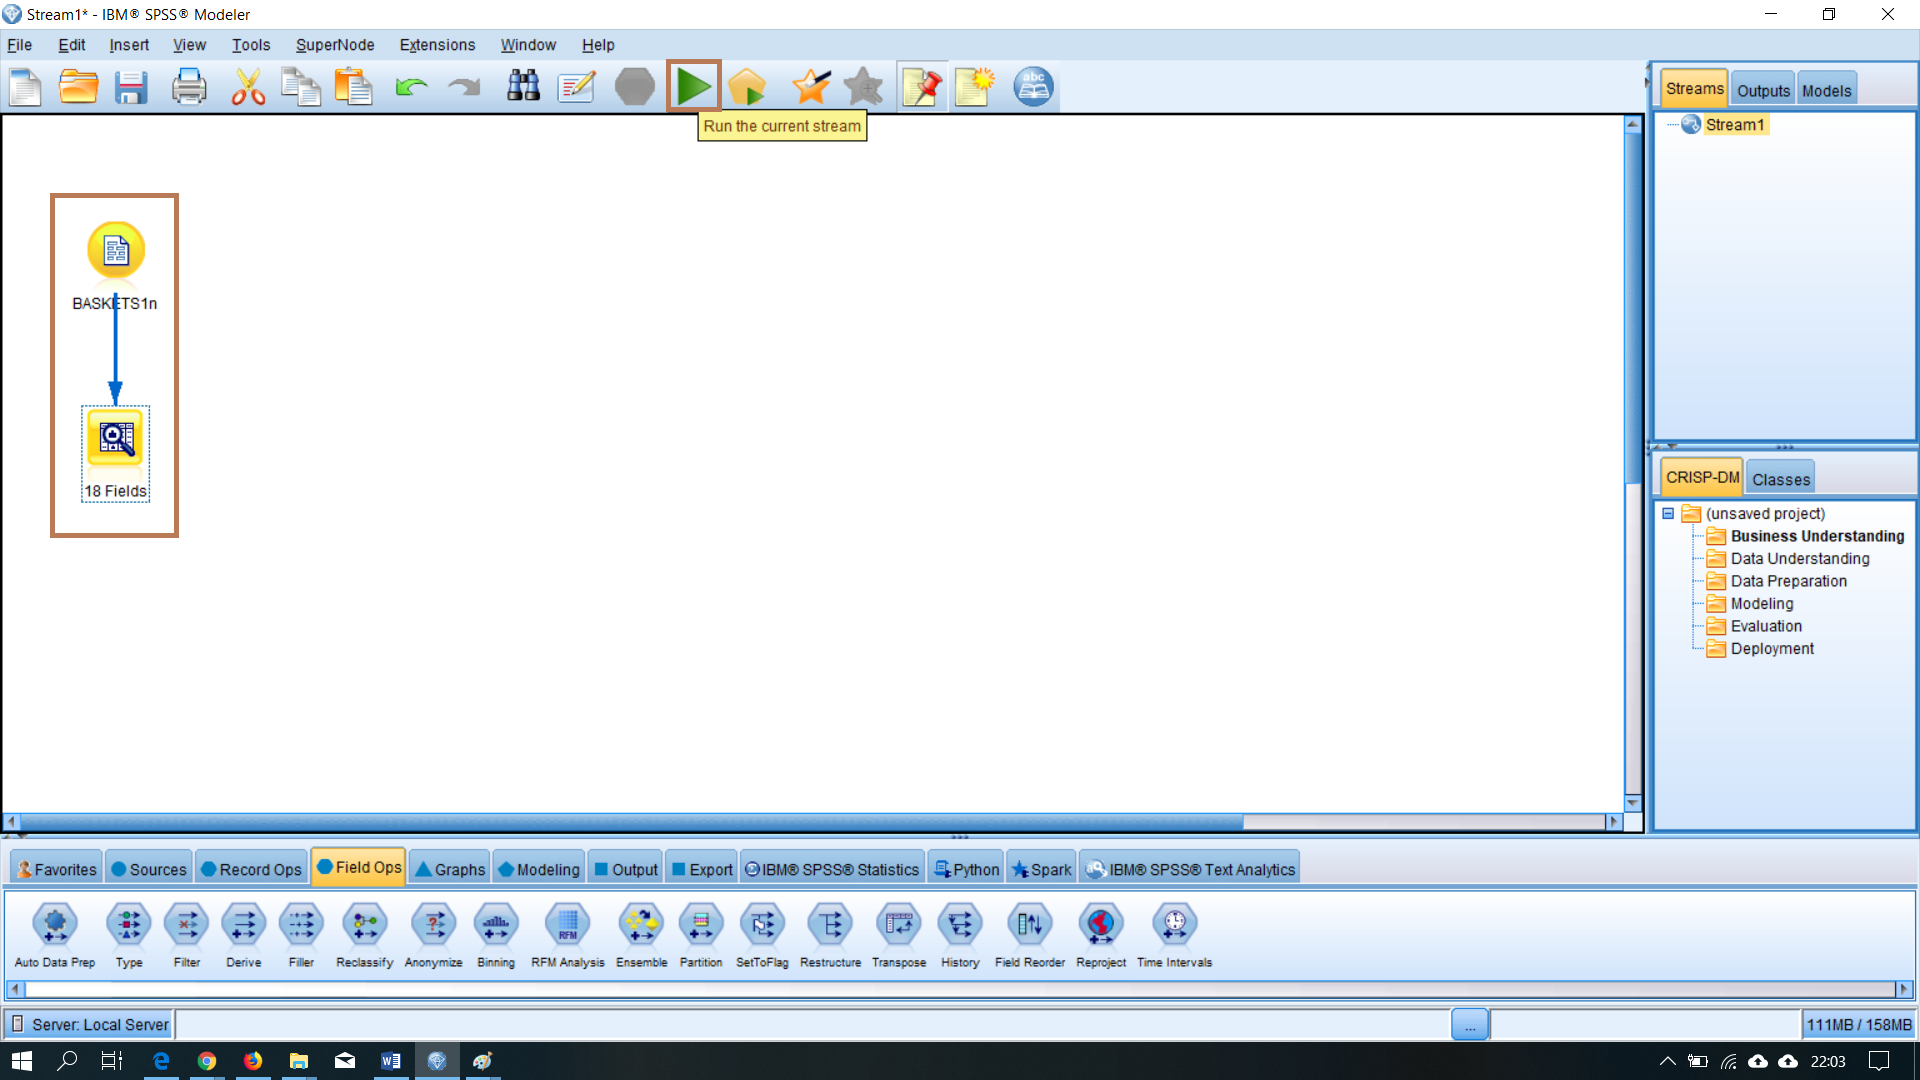 Stream1* - IBM® SPSS® Modeler
File Edit Insert View Tools SuperNode Extensions Window Help
abc
Run the current stream
BASKETS1n
18 Fields
Streams Outputs Models
Stream1
CRISP-DM Classes
(unsaved project)
Business Understanding
Data Understanding
Data Preparation
Modeling
Evaluation
Deployment
Favorites Sources Record Ops Field Ops Graphs Modeling Output Export IBM® SPSS® Statistics Python Spark IBM® SPSS® Text Analytics
RFM
Auto Data Prep Type Filter Derive Filler Reclassify Anonymize Binning RFM Analysis Ensemble Partition SetToFlag Restructure Transpose History Field Reorder Reproject Time Intervals
Server: Local Server ... 111MB / 158MB
22:03